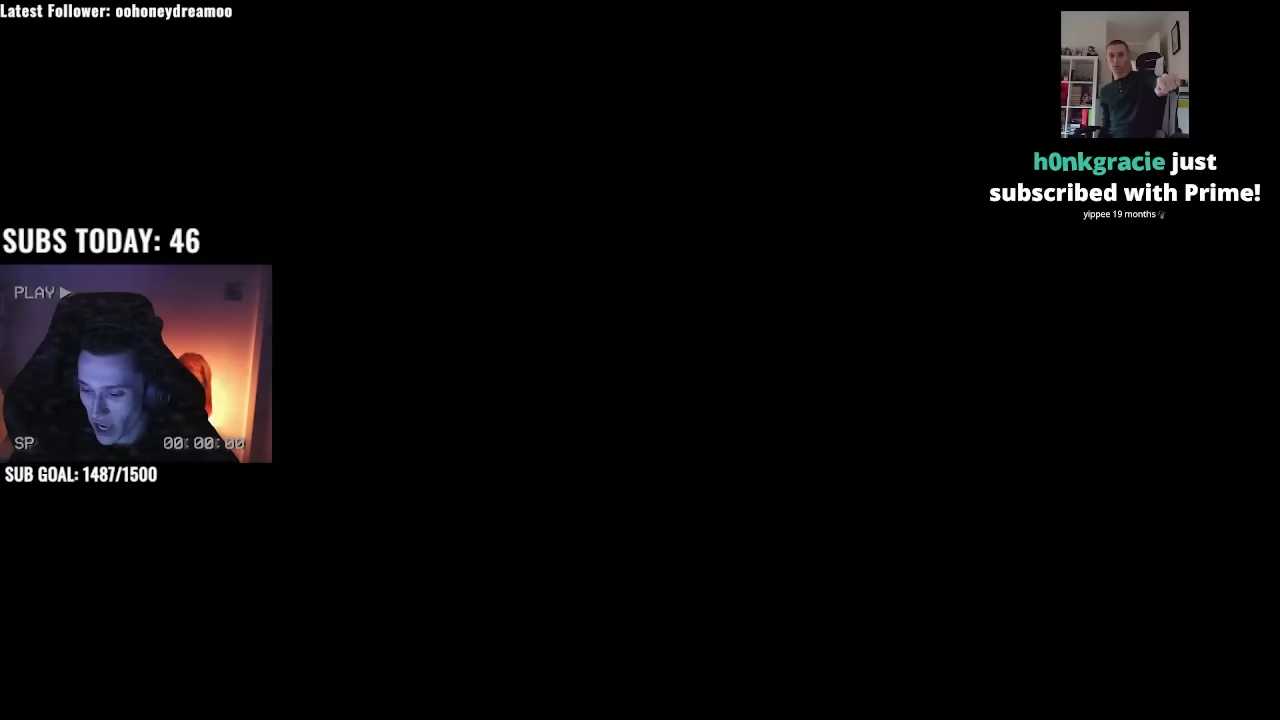 Latest Follower: oohoneydreamoo
h0nkgracie just
subscribed with Prime!
yippee 19 months
SUBS TODAY: 46
PLAY
SP
00:00:00
SUB GOAL: 1487/1500